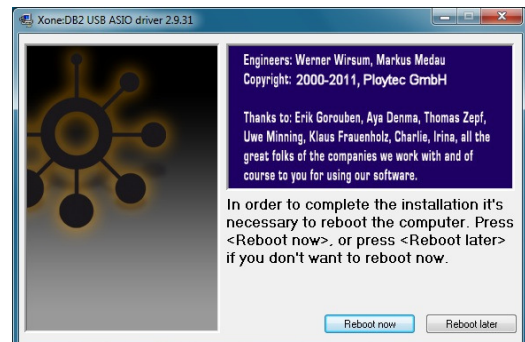 Xone:DB2 USB ASIO driver 2.9.31
Engineers: Werner Wirsum, Markus Medau
Copyright: 2000-2011, Ploytec GmbH
Thanks to: Erik Gorouben, Aya Denma, Thomas Zepf,
Uwe Minning, Klaus Frauenholz, Charlie, Irina, all the
great folks of the companies we work with and of
course to you for using our software.
In order to complete the installation it's
necessary to reboot the computer. Press
<Reboot now>, or press <Reboot later>
if you don't want to reboot now.
Reboot now
Reboot later